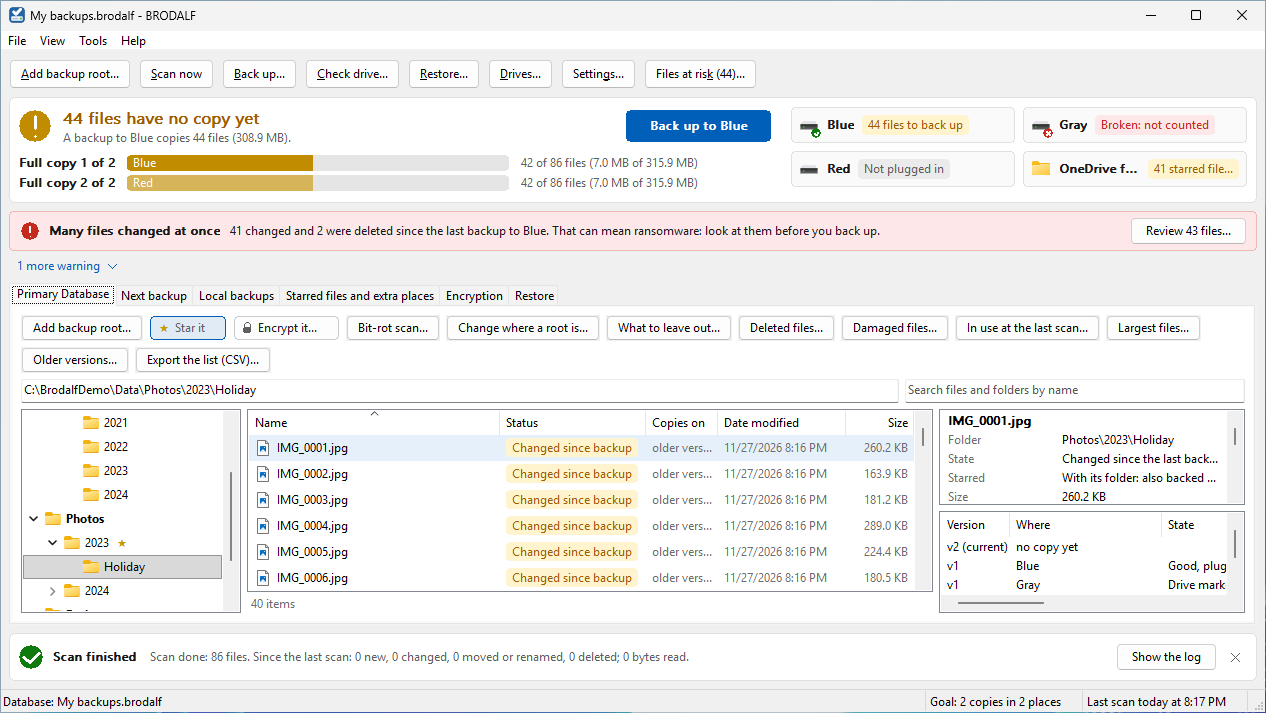 My backups.brodalf - BRODALF
File View Tools Help
Add backup root... Scan now Back up... Check drive... Restore... Drives... Settings... Files at risk (44)...
44 files have no copy yet
A backup to Blue copies 44 files (308.9 MB).
Back up to Blue
Full copy 1 of 2 Blue 42 of 86 files (7.0 MB of 315.9 MB)
Full copy 2 of 2 Red 42 of 86 files (7.0 MB of 315.9 MB)
Blue 44 files to back up
Gray Broken: not counted
Red Not plugged in
OneDrive f... 41 starred file...
Many files changed at once 41 changed and 2 were deleted since the last backup to Blue. That can mean ransomware: look at them before you back up. Review 43 files...
1 more warning
Primary Database Next backup Local backups Starred files and extra places Encryption Restore
Add backup root... Star it Encrypt it... Bit-rot scan... Change where a root is... What to leave out... Deleted files... Damaged files... In use at the last scan... Largest files...
Older versions... Export the list (CSV)...
C:\BrodalfDemo\Data\Photos\2023\Holiday Search files and folders by name
2021
2022
2023
2024
Photos
2023
Holiday
2024
Name Status Copies on Date modified Size
IMG_0001.jpg Changed since backup older vers... 11/27/2026 8:16 PM 260.2 KB
IMG_0002.jpg Changed since backup older vers... 11/27/2026 8:16 PM 163.9 KB
IMG_0003.jpg Changed since backup older vers... 11/27/2026 8:16 PM 181.2 KB
IMG_0004.jpg Changed since backup older vers... 11/27/2026 8:16 PM 289.0 KB
IMG_0005.jpg Changed since backup older vers... 11/27/2026 8:16 PM 224.4 KB
IMG_0006.jpg Changed since backup older vers... 11/27/2026 8:16 PM 180.5 KB
40 items
IMG_0001.jpg
Folder Photos\2023\Holiday
State Changed since the last back...
Starred With its folder: also backed ...
Size 260.2 KB
Version Where State
v2 (current) no copy yet
v1 Blue Good, plug
v1 Gray Drive mark
Scan finished Scan done: 86 files. Since the last scan: 0 new, 0 changed, 0 moved or renamed, 0 deleted; 0 bytes read. Show the log
Database: My backups.brodalf Goal: 2 copies in 2 places Last scan today at 8:17 PM